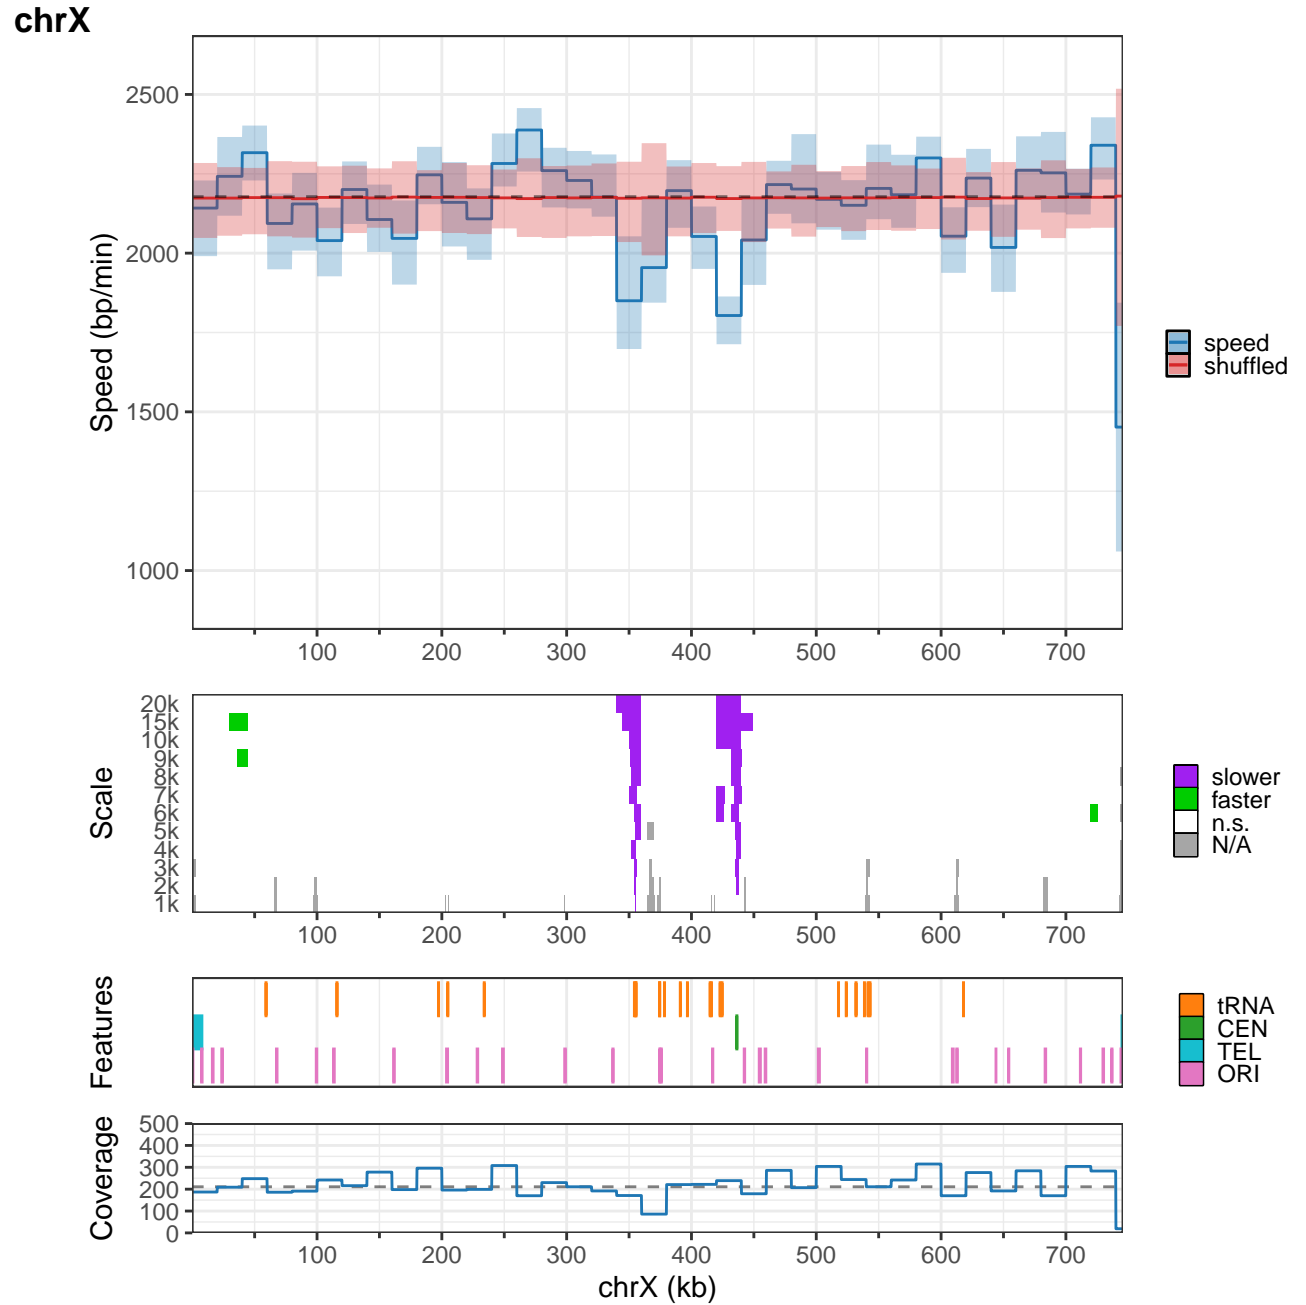 chrX
Speed (bp/min)
2500
2000
1500
1000
100 200 300 400 500 600 700
speed
shuffled
Scale
20k
15k
10k
9k
8k
7k
6k
5k
4k
3k
2k
1k
100 200 300 400 500 600 700
slower
faster
n.s.
N/A
Features
tRNA
CEN
TEL
ORI
Coverage
500
400
300
200
100
0
100 200 300 400 500 600 700
chrX (kb)